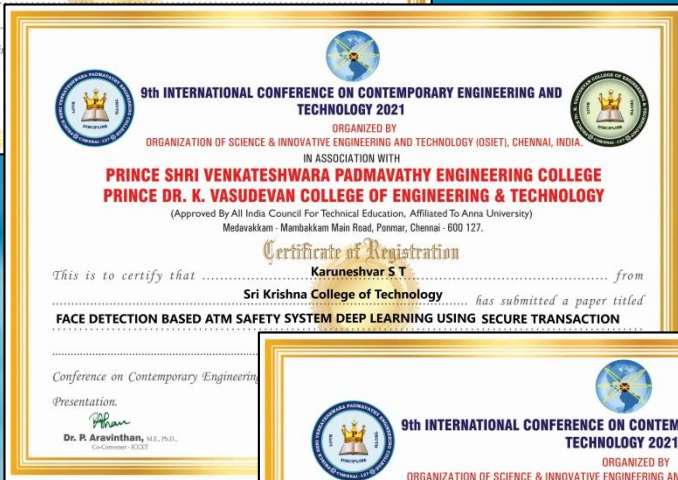 9th INTERNATIONAL CONFERENCE ON CONTEMPORARY ENGINEERING AND
TECHNOLOGY 2021
ORGANIZED BY
ORGANIZATION OF SCIENCE & INNOVATIVE ENGINEERING AND TECHNOLOGY (OSIET), CHENNAI, INDIA.
IN ASSOCIATION WITH
PRINCE SHRI VENKATESHWARA PADMAVATHY ENGINEERING COLLEGE
PRINCE DR. K. VASUDEVAN COLLEGE OF ENGINEERING & TECHNOLOGY
(Approved By All India Council For Technical Education, Affiliated To Anna University)
Medavakkam - Mambakkam Main Road, Ponmar, Chennai - 600 127.
Certificate of Registration
This is to certify that Karuneshvar S T from
Sri Krishna College of Technology has submitted a paper titled
FACE DETECTION BASED ATM SAFETY SYSTEM DEEP LEARNING USING SECURE TRANSACTION
Conference on Contemporary Engineering
Presentation.
Dr. P. Aravinthan, M.E., Ph.D.,
Co-Convener - ICCET
9th INTERNATIONAL CONFERENCE ON CONTEM
TECHNOLOGY 2021
ORGANIZED BY
ORGANIZATION OF SCIENCE & INNOVATIVE ENGINEERING AN